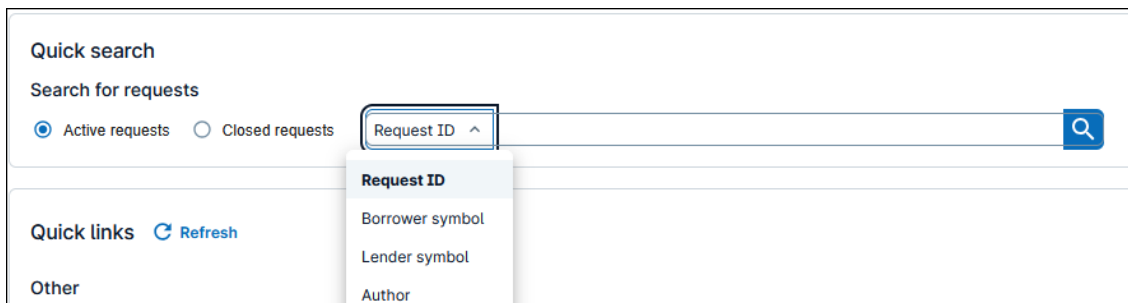 Quick search
Search for requests
Active requests Closed requests Request ID
Request ID
Borrower symbol
Lender symbol
Author
Quick links Refresh
Other